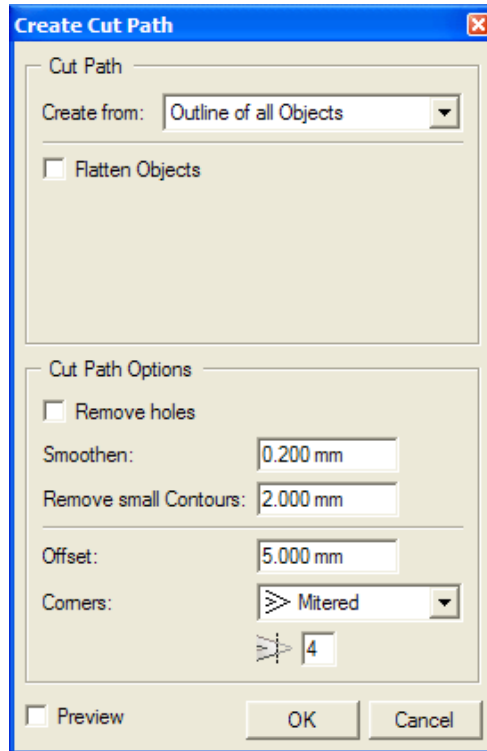 Create Cut Path
Cut Path
Create from: Outline of all Objects
Flatten Objects
Cut Path Options
Remove holes
Smoothen: 0.200 mm
Remove small Contours: 2.000 mm
Offset: 5.000 mm
Corners: Mitered
4
Preview OK Cancel